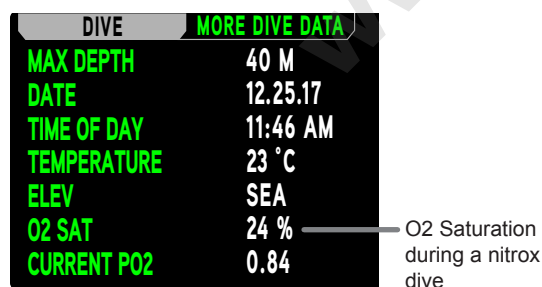 DIVE MORE DIVE DATA
MAX DEPTH 40 M
DATE 12.25.17
TIME OF DAY 11:46 AM
TEMPERATURE 23 °C
ELEV SEA
O2 SAT 24 %
CURRENT PO2 0.84
O2 Saturation
during a nitrox
dive